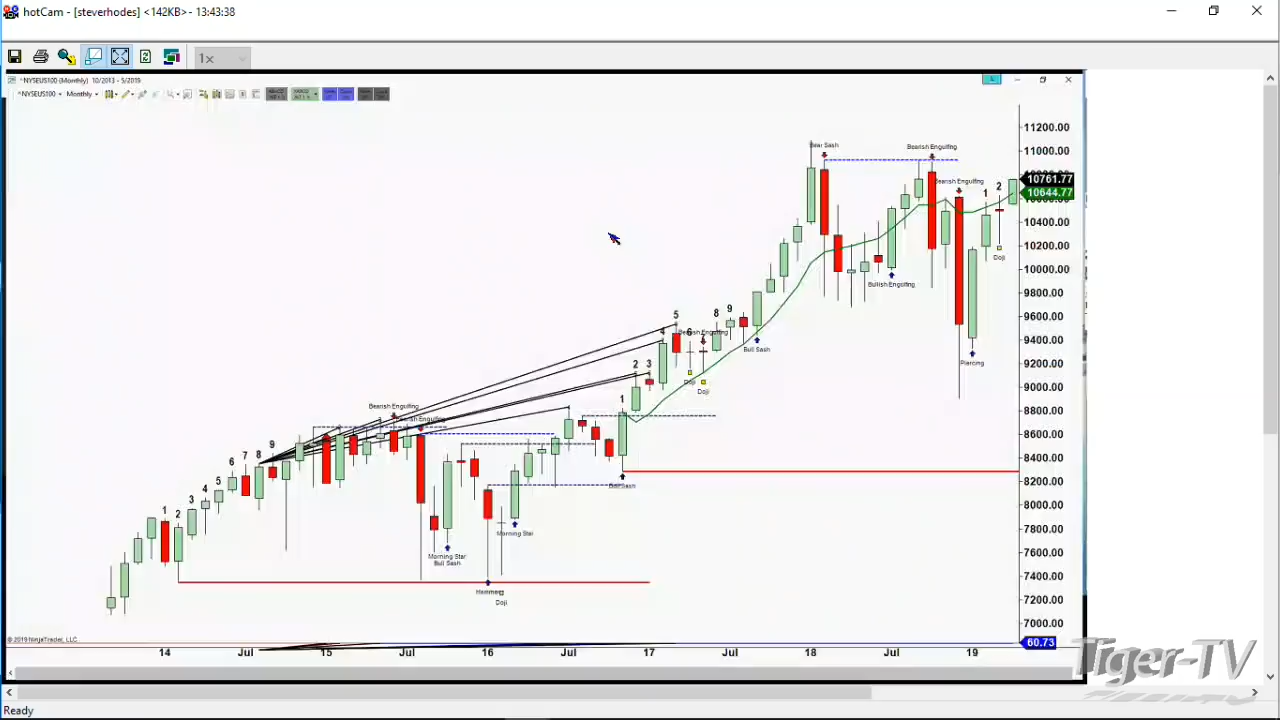 hotCam - [steverhodes] <142KB> - 13:43:38
1x
^NYSEUS100 (Monthly) 10/2013 - 5/2019
^NYSEUS100 Monthly
11200.00
11000.00
10761.77
10644.77
10400.00
10200.00
10000.00
9800.00
9600.00
9400.00
9200.00
9000.00
8800.00
8600.00
8400.00
8200.00
8000.00
7800.00
7600.00
7400.00
7200.00
7000.00
60.73
Bear Sash
Bearish Engulfing
Bearish Engulfing
1 2
Doji
Bullish Engulfing
Piercing
5 8 9
4 6
Bearish Engulfing
Bull Sash
Doji
Doji
1 2 3
Bearish Engulfing
Bearish Engulfing
1 2 3 4 5 6 7 8 9
Bull Sash
Morning Star
Morning Star
Bull Sash
Hammer
Doji
© 2019 NinjaTrader, LLC
14 Jul 15 Jul 16 Jul 17 Jul 18 Jul 19
Tiger-TV
Ready